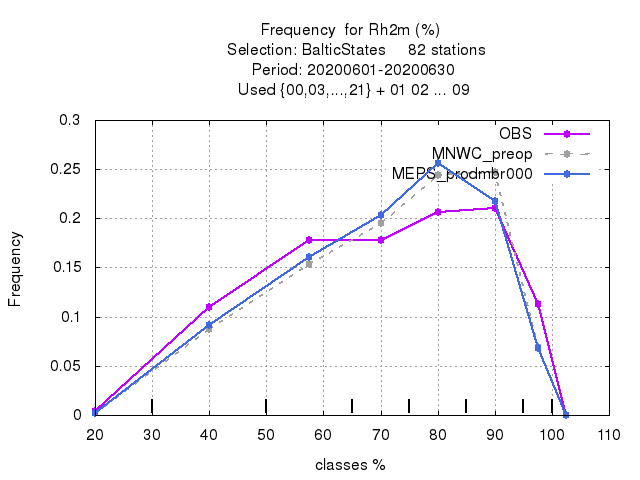 Frequency for Rh2m (%)
Selection: BalticStates 82 stations
Period: 20200601-20200630
Used {00,03,...,21} + 01 02 ... 09
0.3
0.25
0.2
0.15
0.1
0.05
0
Frequency
OBS
MNWC_preop
MEPS_prodmbr000
20 30 40 50 60 70 80 90 100 110
classes %